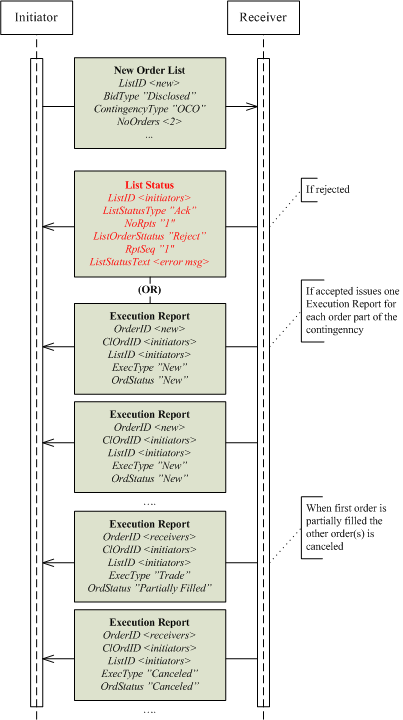 Initiator
Receiver
New Order List
ListID <new>
BidType "Disclosed"
ContingencyType "OCO"
NoOrders <2>
...
List Status
ListID <initiators>
ListStatusType "Ack"
NoRpts "1"
ListOrderSttatus "Reject"
RptSeq "1"
ListStatusText <error msg>
If rejected
(OR)
Execution Report
OrderID <new>
ClOrdID <initiators>
ListID <initiators>
ExecType "New"
OrdStatus "New"
If accepted issues one
Execution Report for
each order part of the
contingenncy
Execution Report
OrderID <new>
ClOrdID <initiators>
ListID <initiators>
ExecType "New"
OrdStatus "New"
....
Execution Report
OrderID <receivers>
ClOrdID <initiators>
ListID <initiators>
ExecType "Trade"
OrdStatus "Partially Filled"
When first order is
partially filled the
other order(s) is
canceled
Execution Report
OrderID <receivers>
ClOrdID <initiators>
ListID <initiators>
ExecType "Canceled"
OrdStatus "Canceled"
....